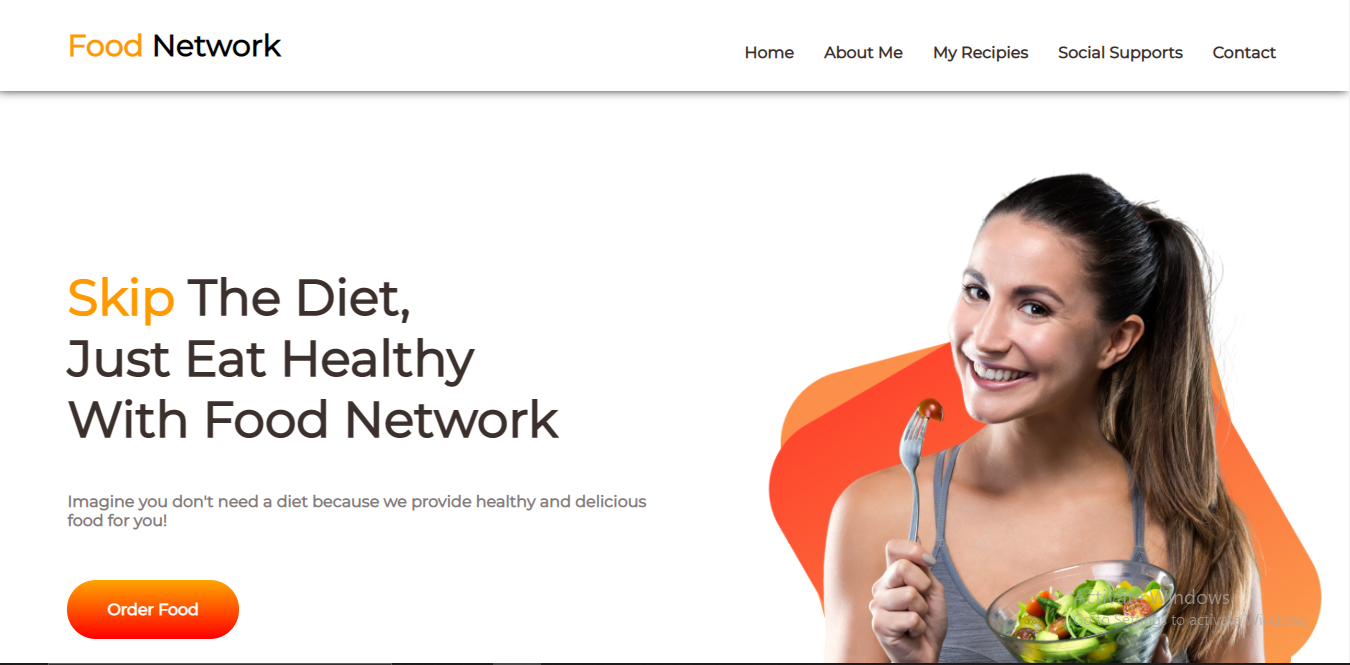 Food Network
Home About Me My Recipies Social Supports Contact
Skip The Diet,
Just Eat Healthy
With Food Network
Imagine you don't need a diet because we provide healthy and delicious
food for you!
Order Food
Activate Windows
Go to Settings to activate Windows.